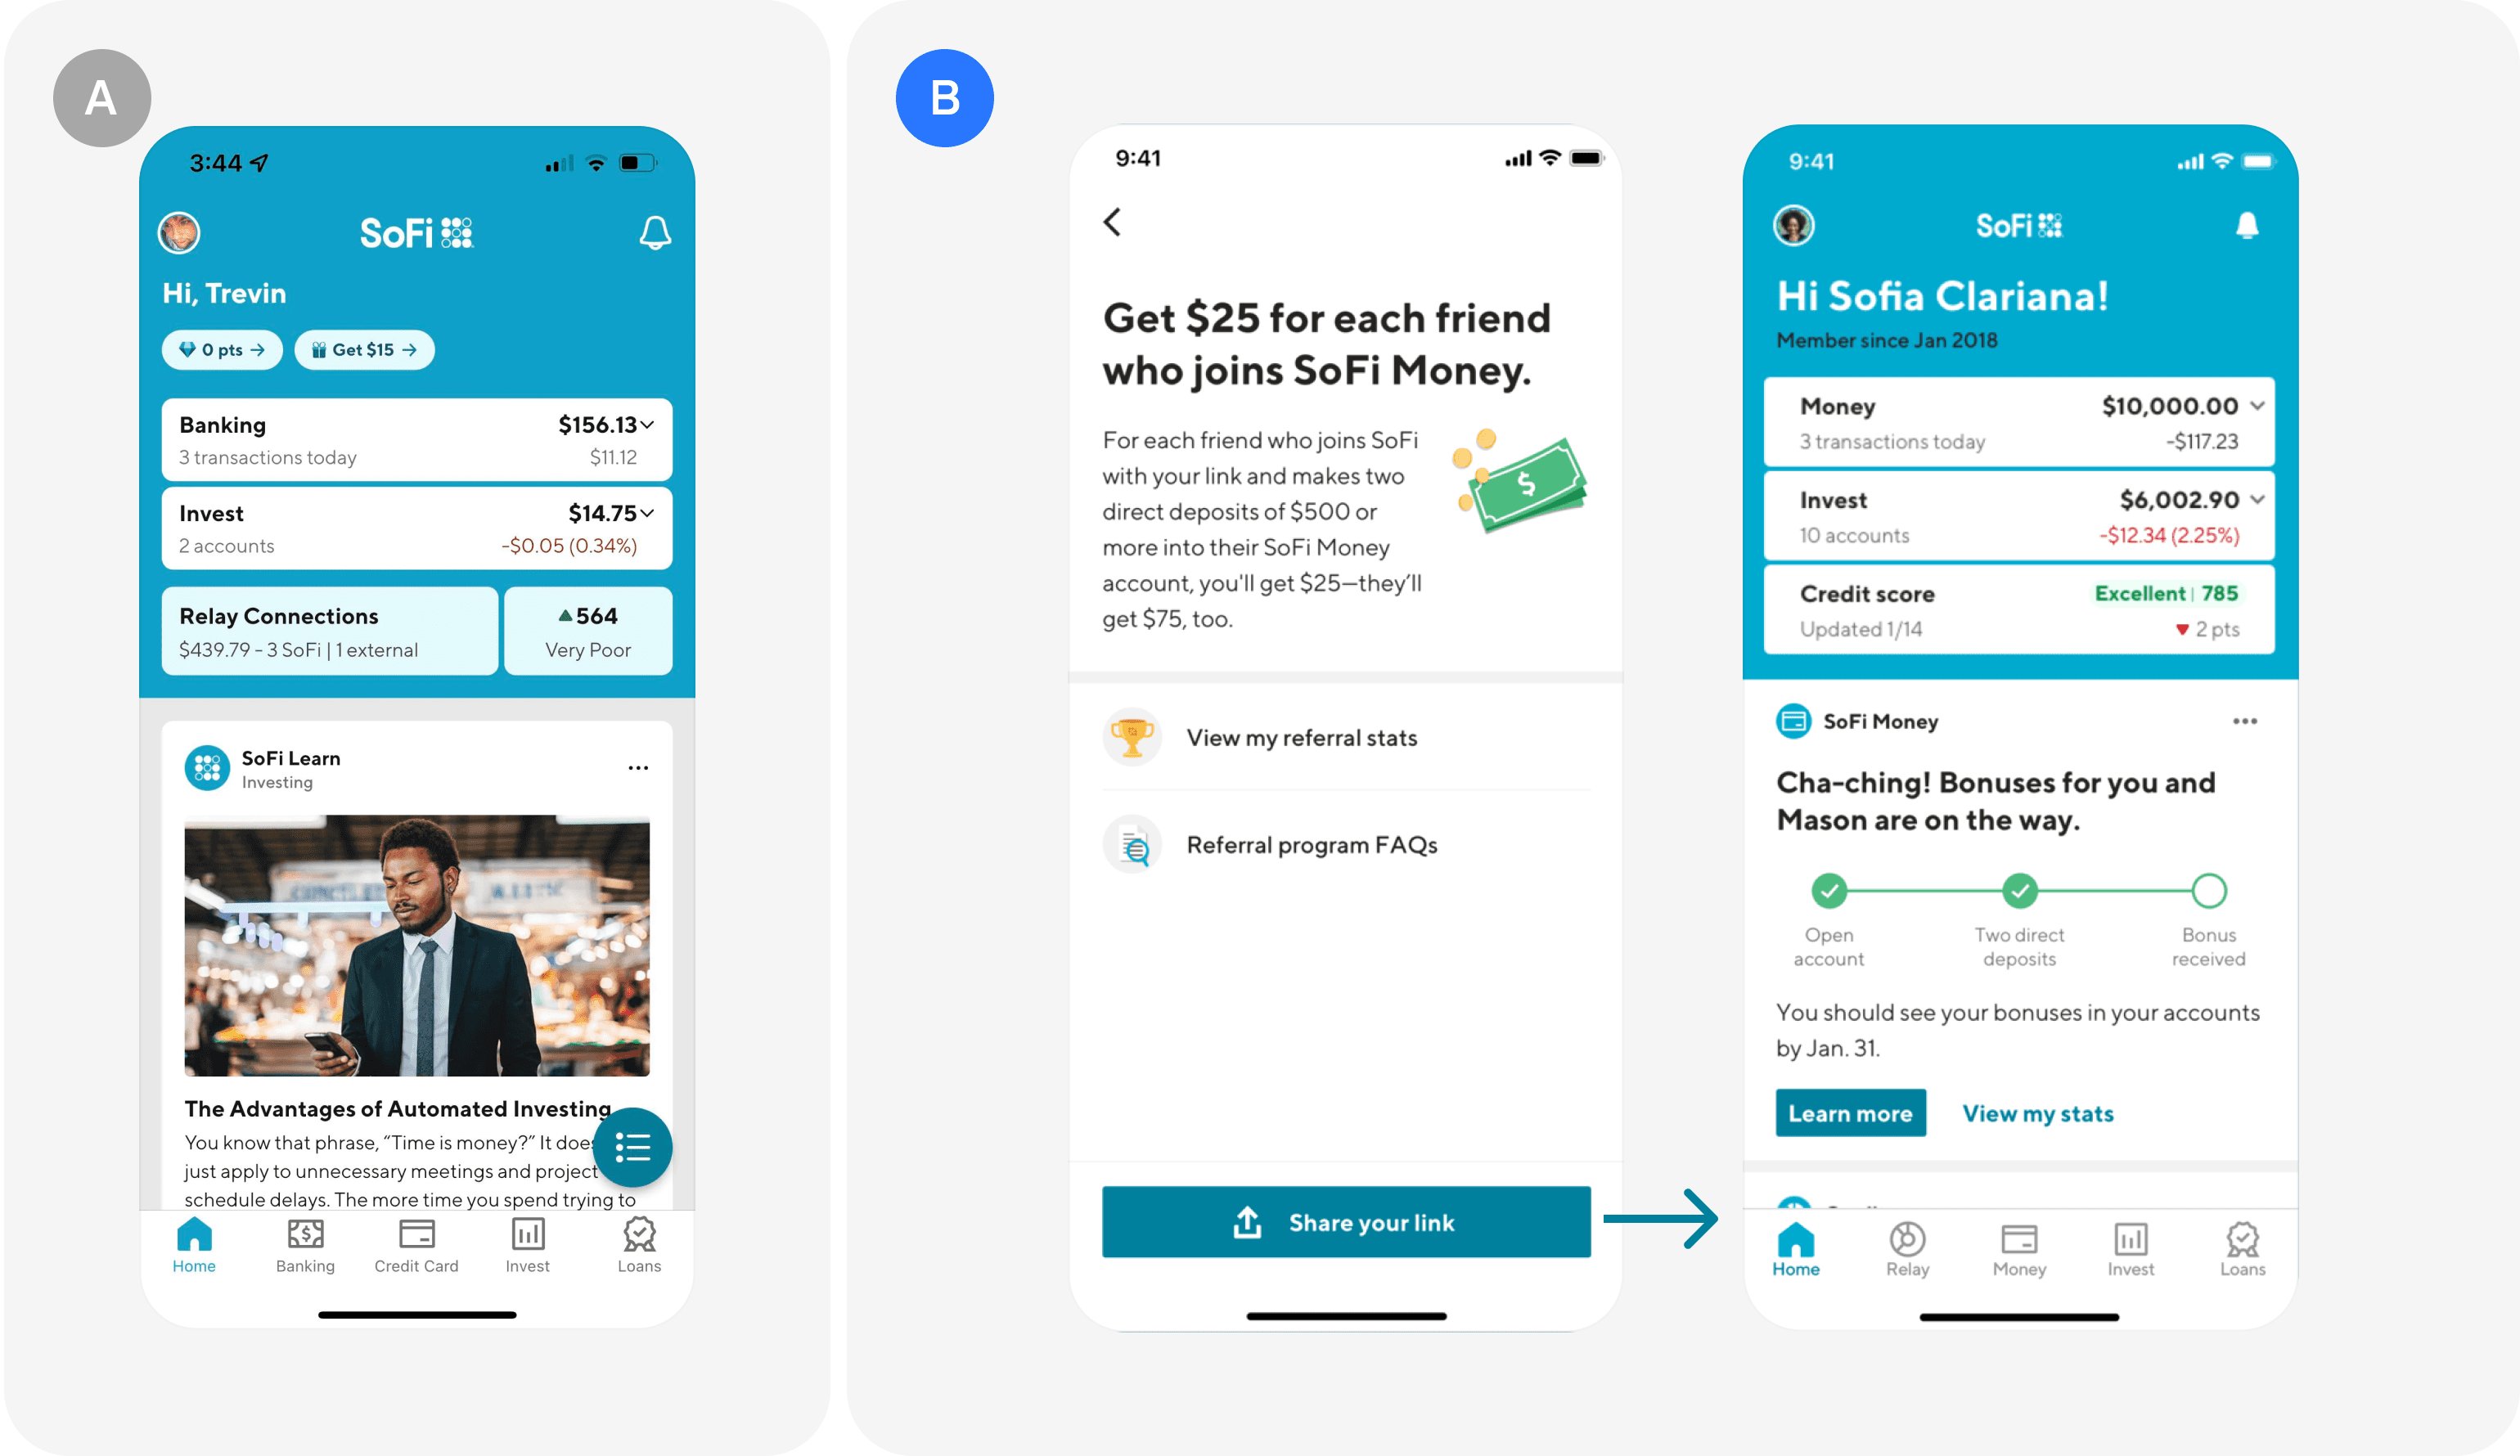 A
3:44
SoFi
Hi, Trevin
0 pts →
Get $15 →
Banking
$156.13
3 transactions today
$11.12
Invest
$14.75
2 accounts
-$0.05 (0.34%)
Relay Connections
▲564
$439.79 - 3 SoFi | 1 external
Very Poor
SoFi Learn
Investing
...
The Advantages of Automated Investing
You know that phrase, “Time is money?” It does
just apply to unnecessary meetings and project
schedule delays. The more time you spend trying to
Home
Banking
Credit Card
Invest
Loans
B
9:41
Get $25 for each friend
who joins SoFi Money.
For each friend who joins SoFi
with your link and makes two
direct deposits of $500 or
more into their SoFi Money
account, you'll get $25—they’ll
get $75, too.
$
View my referral stats
Referral program FAQs
Share your link
9:41
SoFi
Hi Sofia Clariana!
Member since Jan 2018
Money
$10,000.00
3 transactions today
-$117.23
Invest
$6,002.90
10 accounts
-$12.34 (2.25%)
Credit score
Excellent | 785
Updated 1/14
▼ 2 pts
SoFi Money
...
Cha-ching! Bonuses for you and
Mason are on the way.
Open
account
Two direct
deposits
Bonus
received
You should see your bonuses in your accounts
by Jan. 31.
Learn more
View my stats
Home
Relay
Money
Invest
Loans